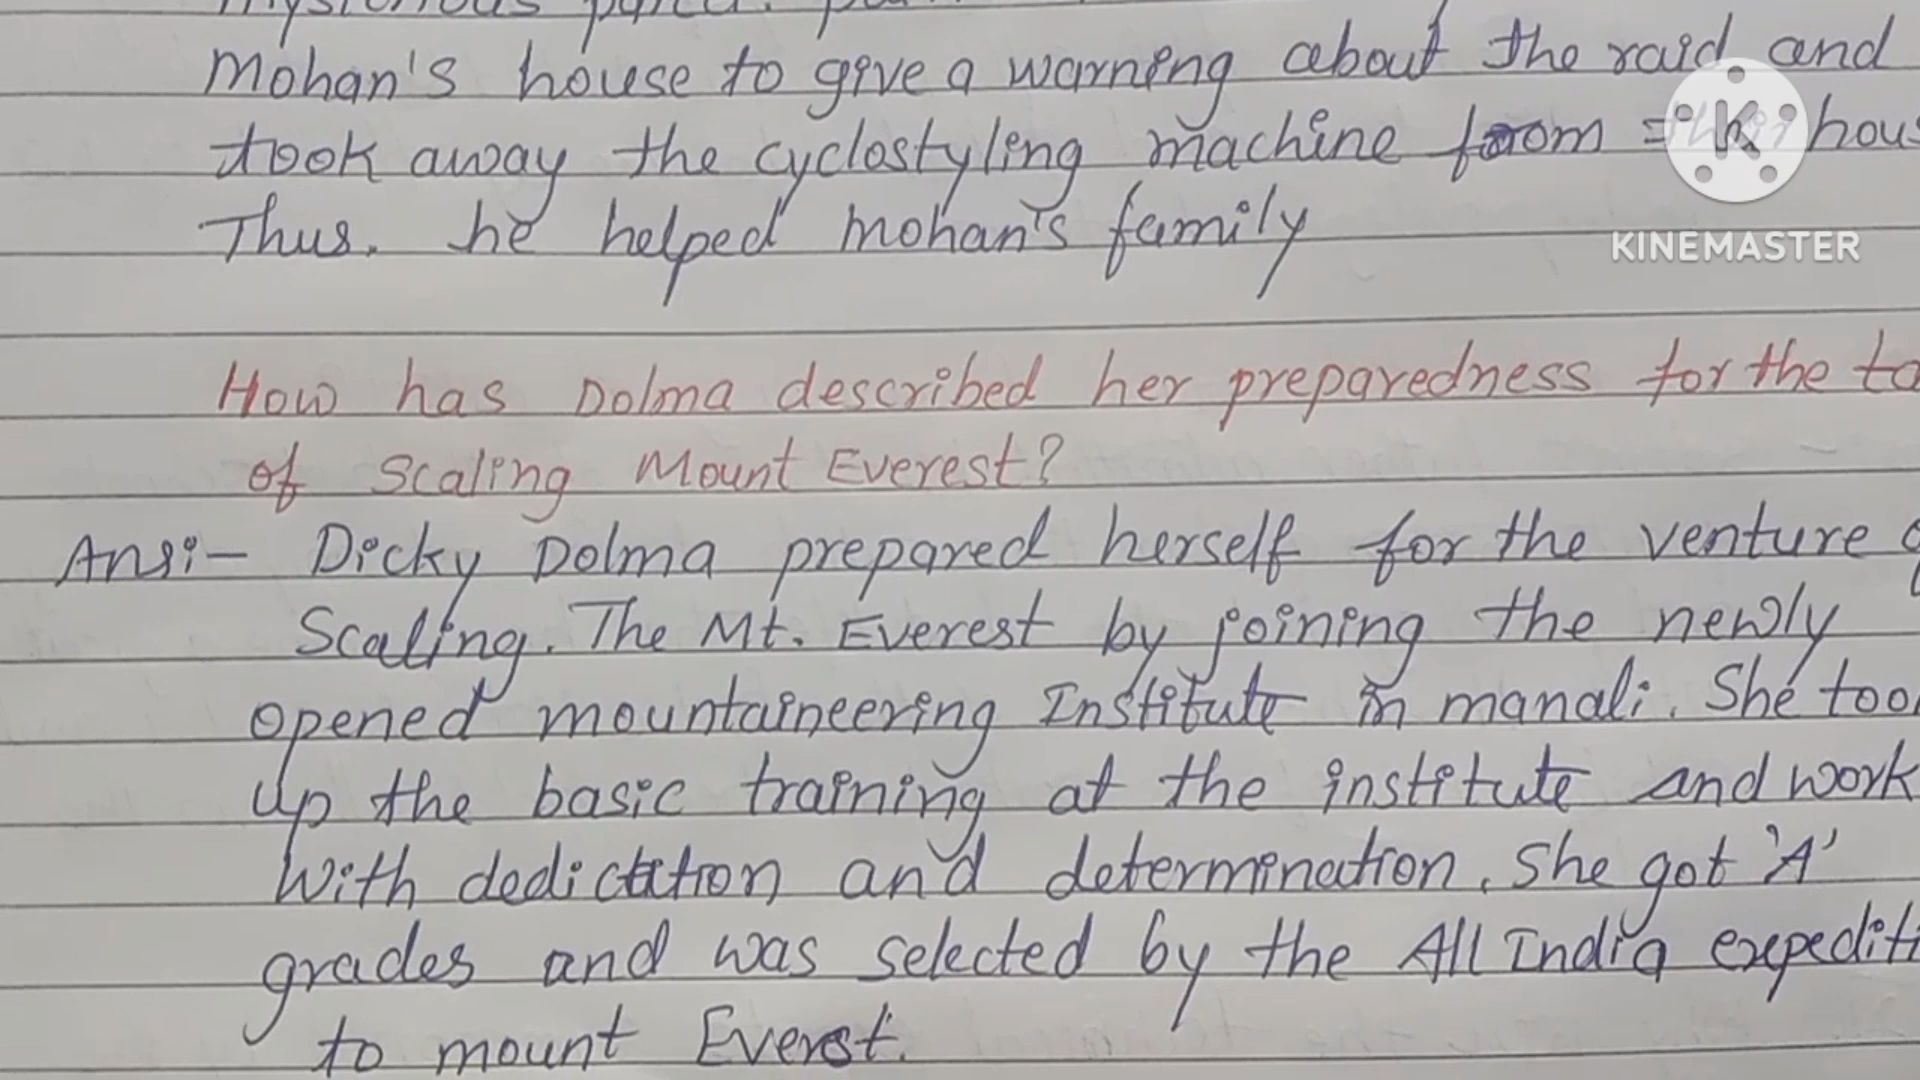 Mohan's house to give a warning about the raid and
took away the cyclostyling machine from
Thus. he helped Mohan's family
KINEMASTER
How has Dolma described her preparedness for the ta
of Scaling Mount Everest?
Ans:- Dicky Dolma prepared herself for the venture
Scaling. The Mt. Everest by joining the newly
opened mountaineering Institute in manali. She too
up the basic training at the institute and work
With dedication and determination. She got 'A'
grades and was selected by the All India expediti
to mount Everest.